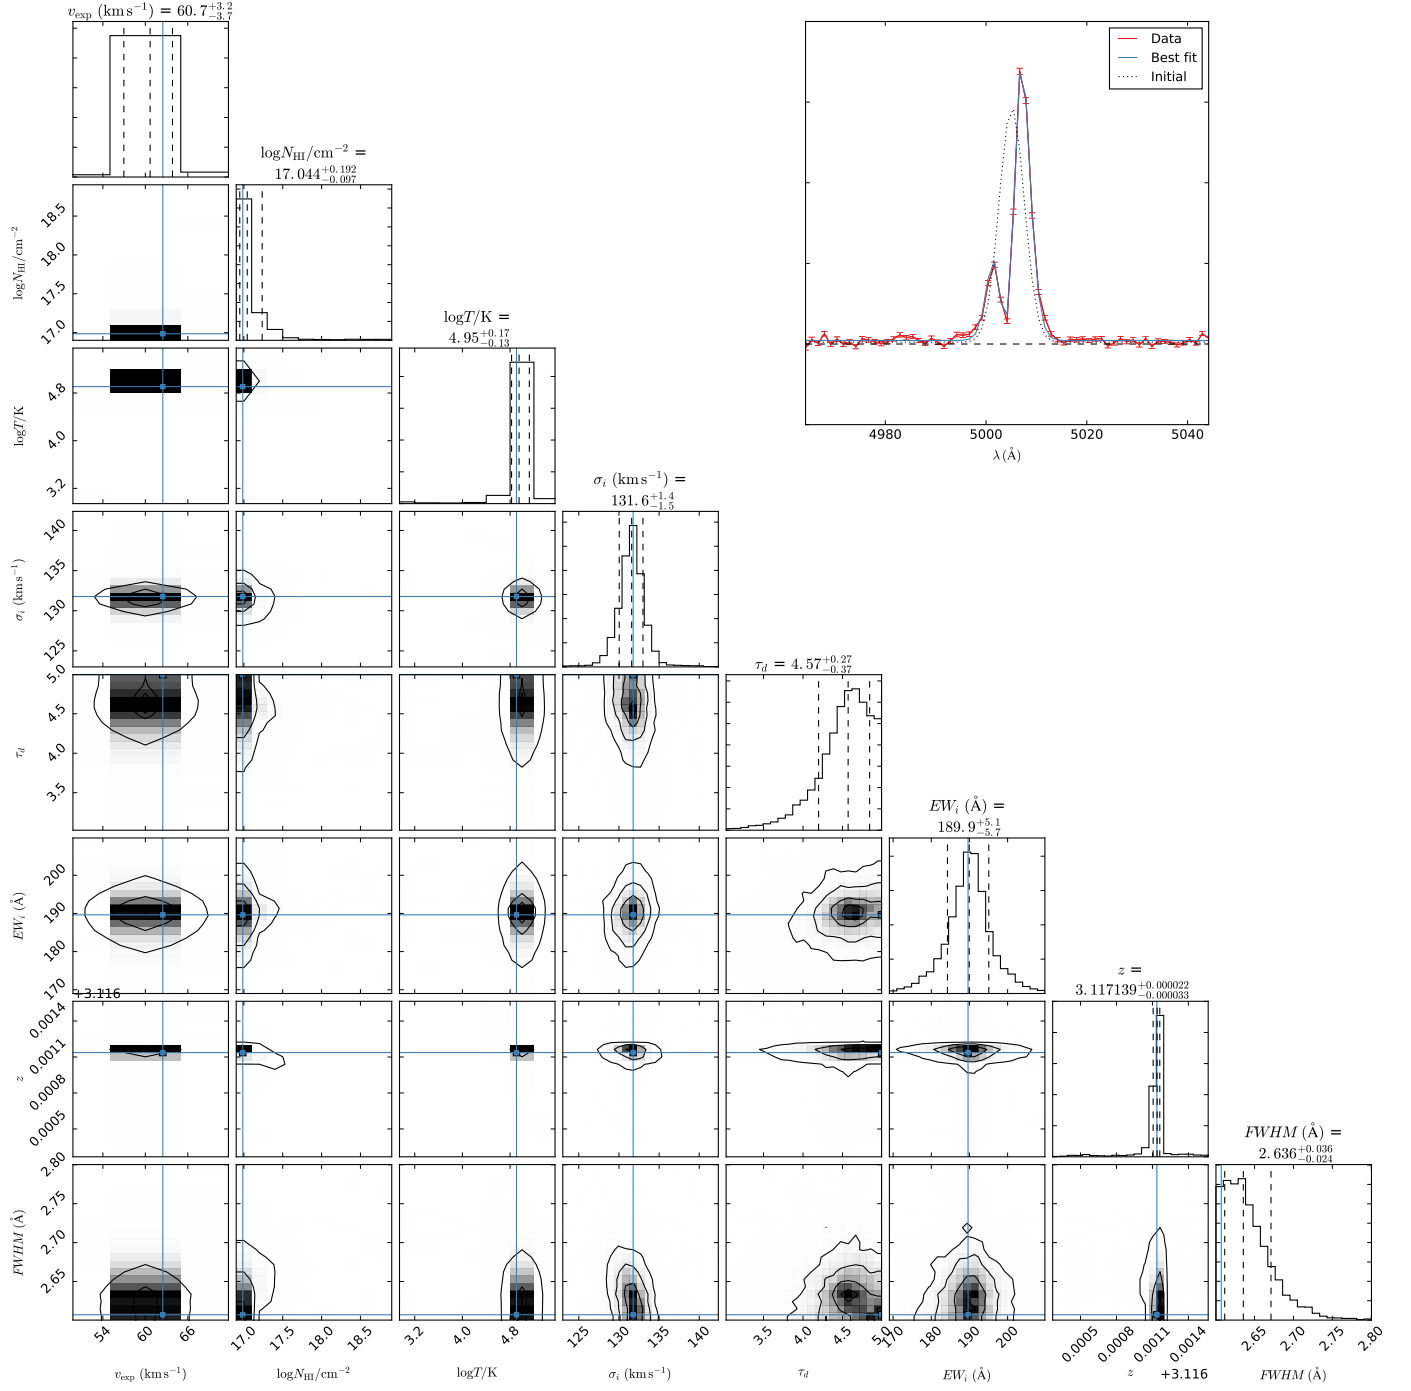 v_exp (km s⁻¹) = 60.7 +3.2 −3.7
Data
Best fit
Initial
logN_HI/cm⁻² =
17.044 +0.192 −0.097
18.5
18.0
17.5
17.0
logN_HI/cm⁻²
logT/K =
4.95 +0.17 −0.13
4980 5000 5020 5040
λ (Å)
4.8
4.0
3.2
logT/K
σ_i (km s⁻¹) =
131.6 +1.4 −1.5
140
135
130
125
σ_i (km s⁻¹)
τ_d = 4.57 +0.27 −0.37
5.0
4.5
4.0
3.5
τ_d
EW_i (Å) =
189.9 +5.1 −5.7
200
190
180
170
EW_i (Å)
z =
3.117139 +0.000022 −0.000033
+3.116
0.0014
0.0011
0.0008
0.0005
z
FWHM (Å) =
2.636 +0.036 −0.024
2.80
2.75
2.70
2.65
FWHM (Å)
54 60 66
17.0 17.5 18.0 18.5
3.2 4.0 4.8
125 130 135 140
3.5 4.0 4.5 5.0
170 180 190 200
0.0005 0.0008 0.0011 0.0014
2.65 2.70 2.75 2.80
v_exp (km s⁻¹)
logN_HI/cm⁻²
logT/K
σ_i (km s⁻¹)
τ_d
EW_i (Å)
z
+3.116
FWHM (Å)